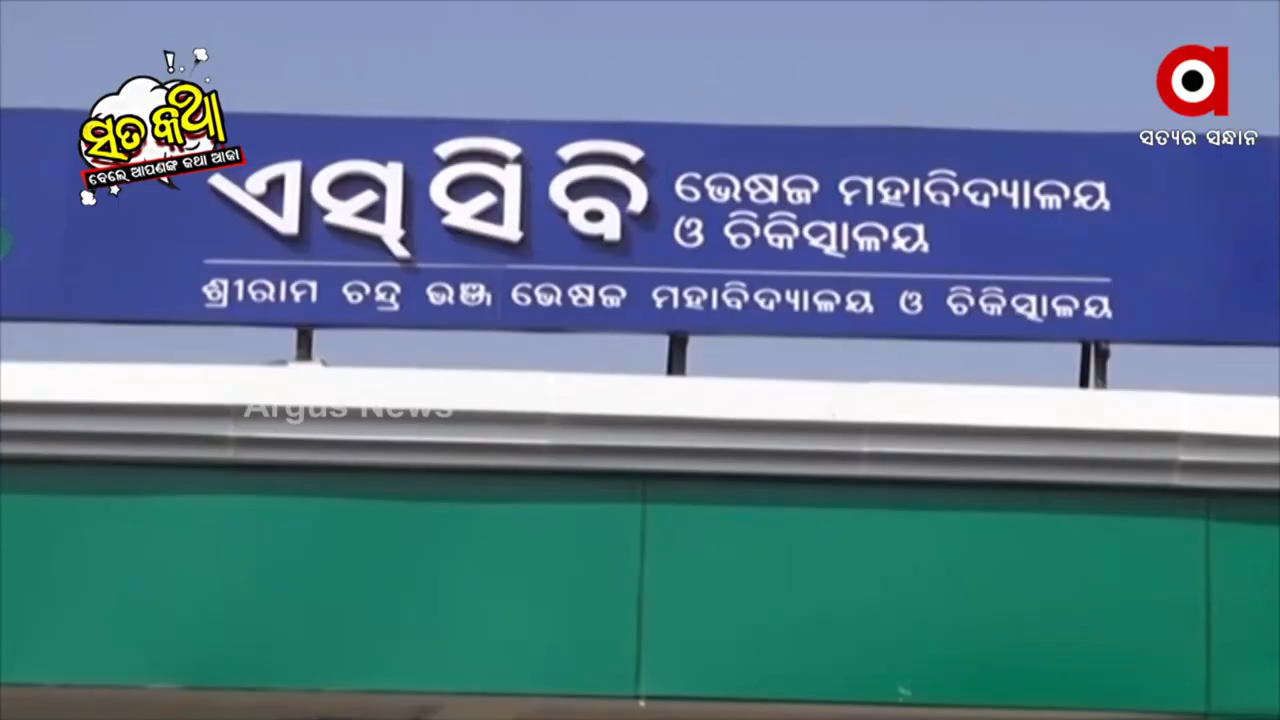 ସତ କଥା
ବେଲେ ଆପଣଙ୍କ କଥା ଆକା
ସତ୍ୟର ସନ୍ଧାନ
ଏସ୍ ସି ବି
ଭେଷଜ ମହାବିଦ୍ୟାଳୟ
ଓ ଚିକିତ୍ସାଳୟ
ଶ୍ରୀରାମ ଚନ୍ଦ୍ର ଭଞ୍ଜ ଭେଷଜ ମହାବିଦ୍ୟାଳୟ ଓ ଚିକିତ୍ସାଳୟ
Argus News